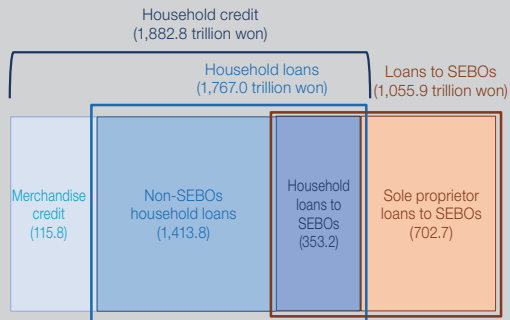 Household credit
(1,882.8 trillion won)
Household loans
(1,767.0 trillion won)
Loans to SEBOs
(1,055.9 trillion won)
Merchandise
credit
(115.8)
Non-SEBOs
household loans
(1,413.8)
Household
loans to
SEBOs
(353.2)
Sole proprietor
loans to SEBOs
(702.7)